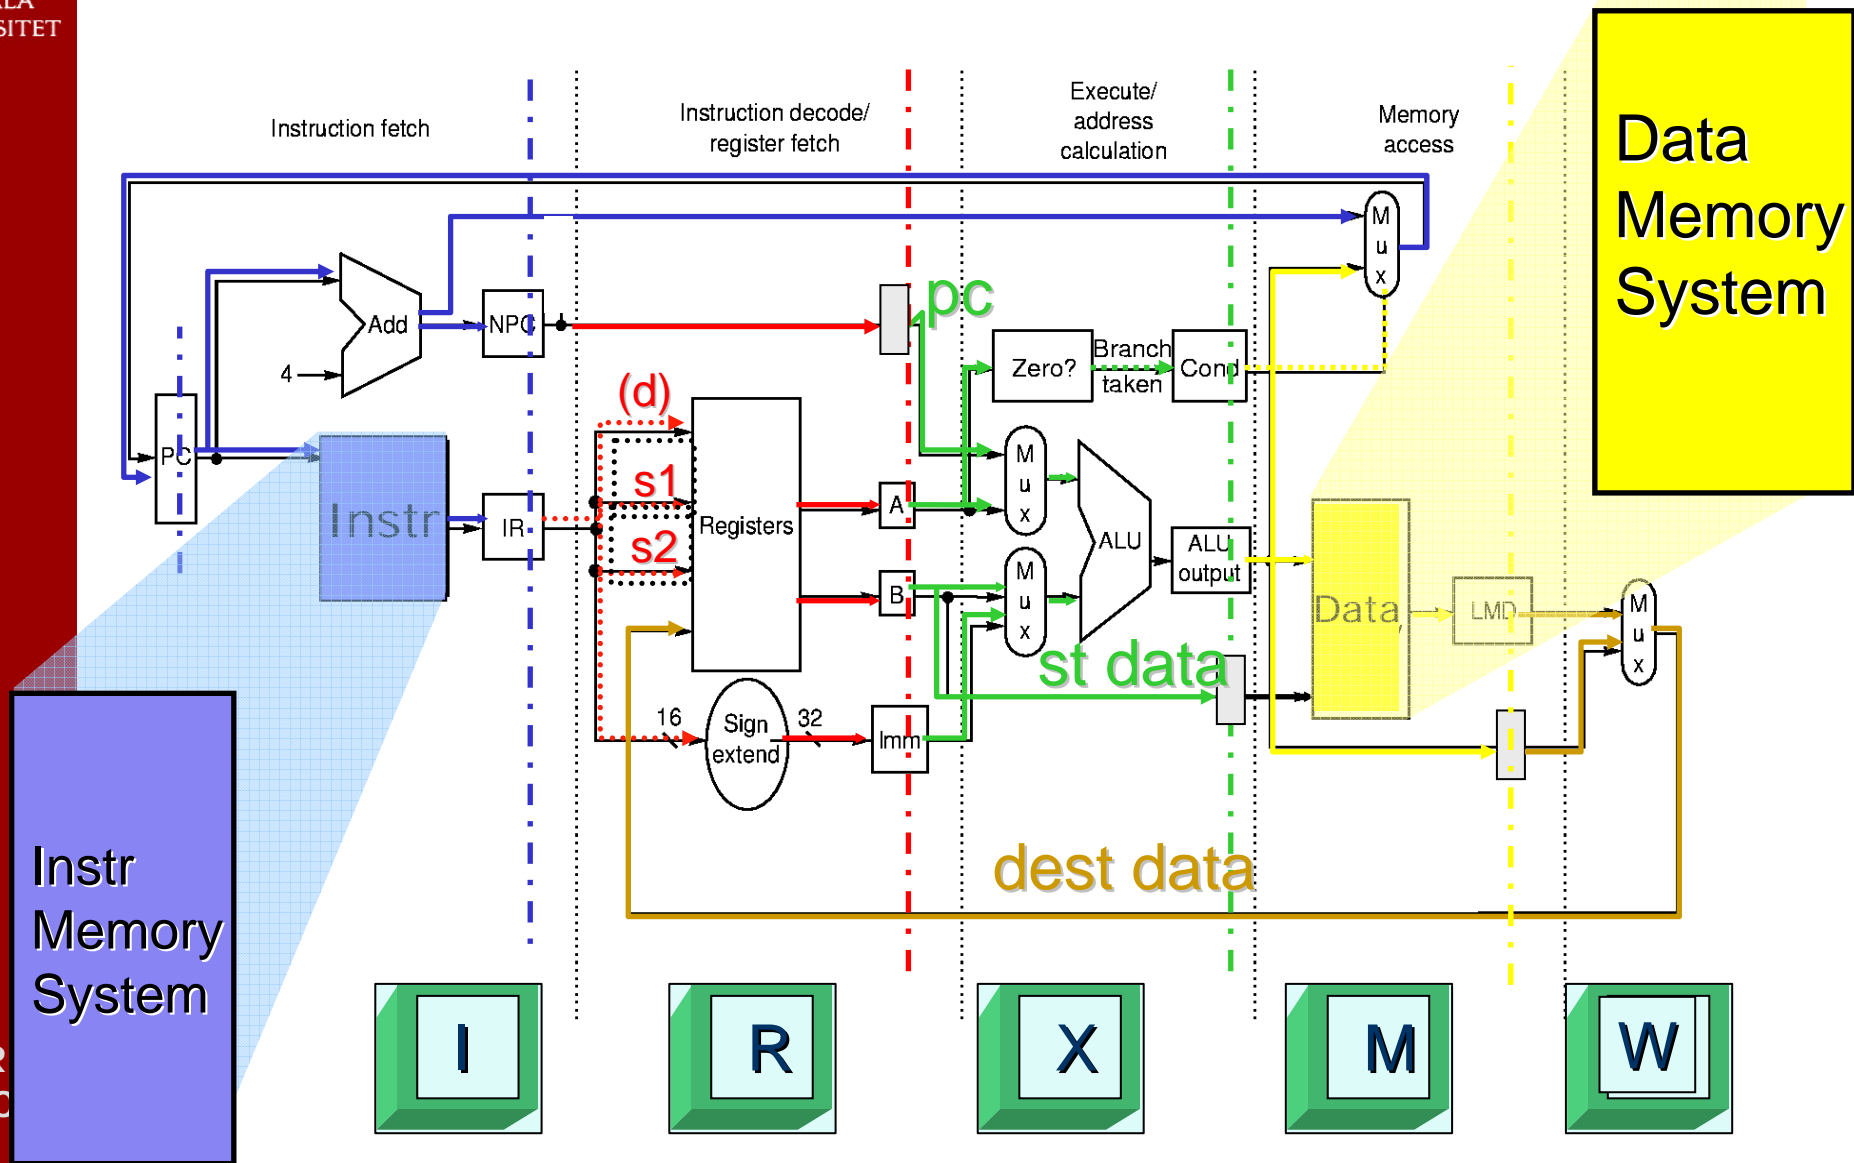 SITET
Instruction fetch
Instruction decode/
register fetch
Execute/
address
calculation
Memory
access
Data
Memory
System
M
u
x
Add
NPC
4
pc
Zero?
Branch
taken
Cond
PC
Instr
IR
(d)
s1
s2
Registers
A
B
M
u
x
M
u
x
ALU
ALU
output
Data
LMD
M
u
x
st data
16
Sign
extend
32
Imm
dest data
Instr
Memory
System
I
R
X
M
W